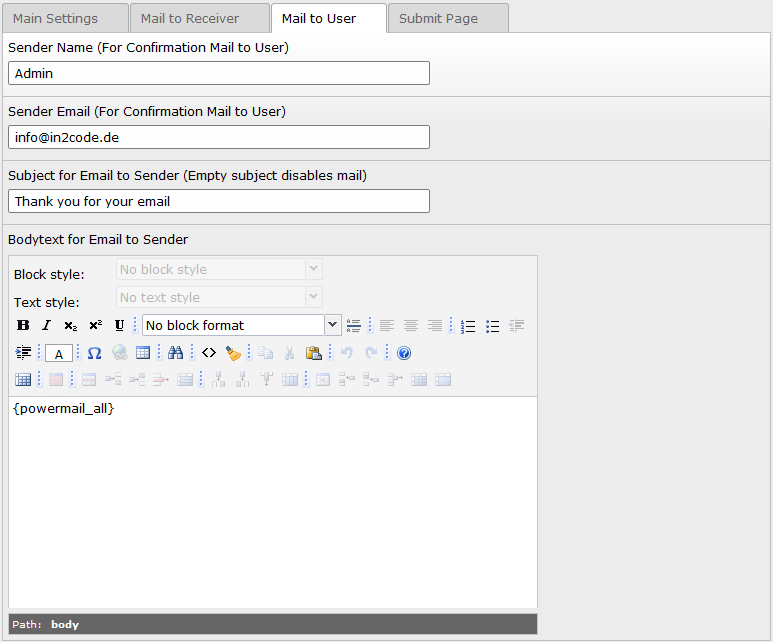 Main Settings Mail to Receiver Mail to User Submit Page
Sender Name (For Confirmation Mail to User)
Admin
Sender Email (For Confirmation Mail to User)
info@in2code.de
Subject for Email to Sender (Empty subject disables mail)
Thank you for your email
Bodytext for Email to Sender
Block style: No block style
Text style: No text style
B I x₂ x² U No block format
A Ω <> ?
{powermail_all}
Path: body